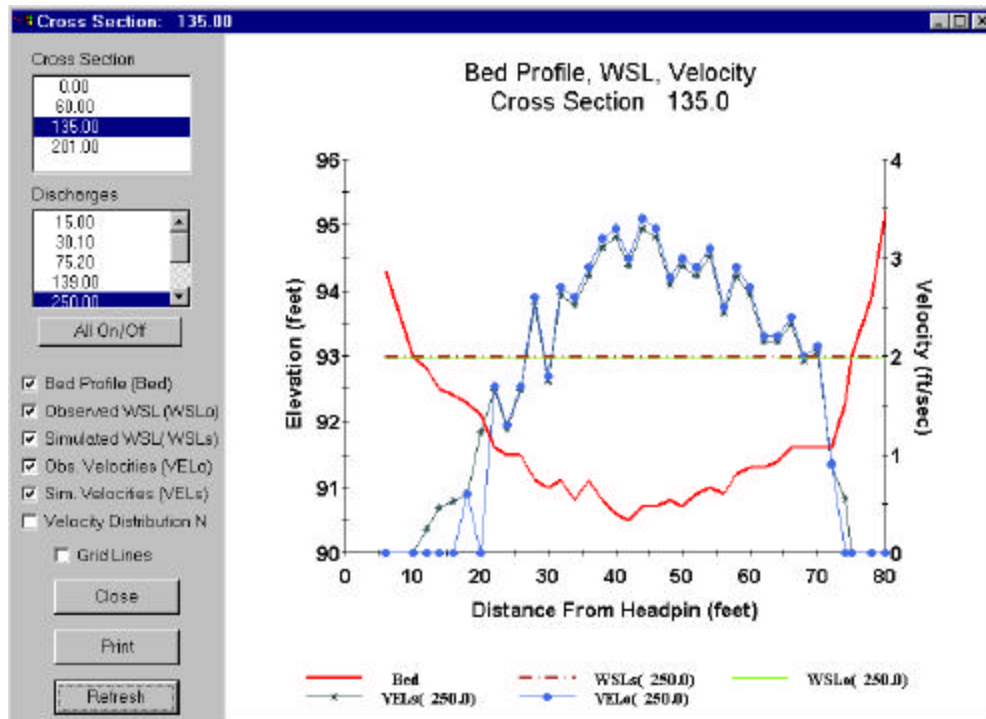 Cross Section: 135.00
Cross Section
0.00
60.00
135.00
201.00
Discharges
15.00
30.10
75.20
139.00
250.00
All On/Off
Bed Profile (Bed)
Observed WSL (WSLo)
Simulated WSL( WSLs)
Obs. Velocities (VELo)
Sim. Velocities (VELs)
Velocity Distribution N
Grid Lines
Close
Print
Refresh
Bed Profile, WSL, Velocity
Cross Section 135.0
96
95
94
93
92
91
90
Elevation (feet)
4
3
2
1
0
Velocity (ft/sec)
0 10 20 30 40 50 60 70 80
Distance From Headpin (feet)
Bed WSLs( 250.0) WSLo( 250.0)
VELs( 250.0) VELo( 250.0)